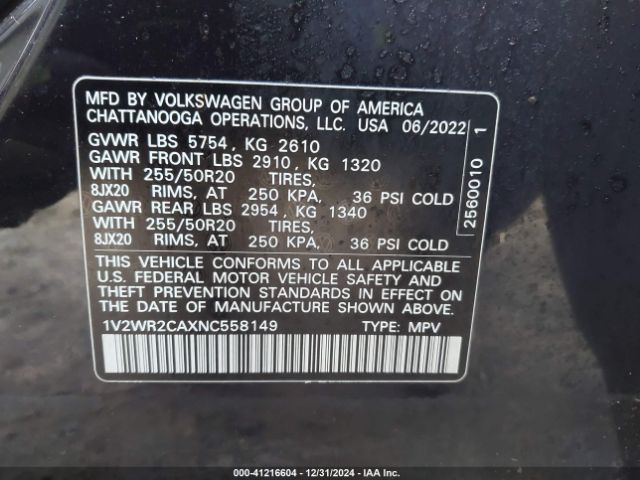 MFD BY VOLKSWAGEN GROUP OF AMERICA
CHATTANOOGA OPERATIONS, LLC. USA 06/2022
GVWR LBS 5754 , KG 2610
GAWR FRONT LBS 2910 , KG 1320
WITH 255/50R20 TIRES,
8JX20 RIMS, AT 250 KPA, 36 PSI COLD
GAWR REAR LBS 2954 , KG 1340
WITH 255/50R20 TIRES,
8JX20 RIMS, AT 250 KPA, 36 PSI COLD
THIS VEHICLE CONFORMS TO ALL APPLICABLE
U.S. FEDERAL MOTOR VEHICLE SAFETY AND
THEFT PREVENTION STANDARDS IN EFFECT ON
THE DATE OF MANUFACTURE SHOWN ABOVE.
1V2WR2CAXNC558149 TYPE: MPV
2560010 1
000-41216604 - 12/31/2024 - IAA Inc.